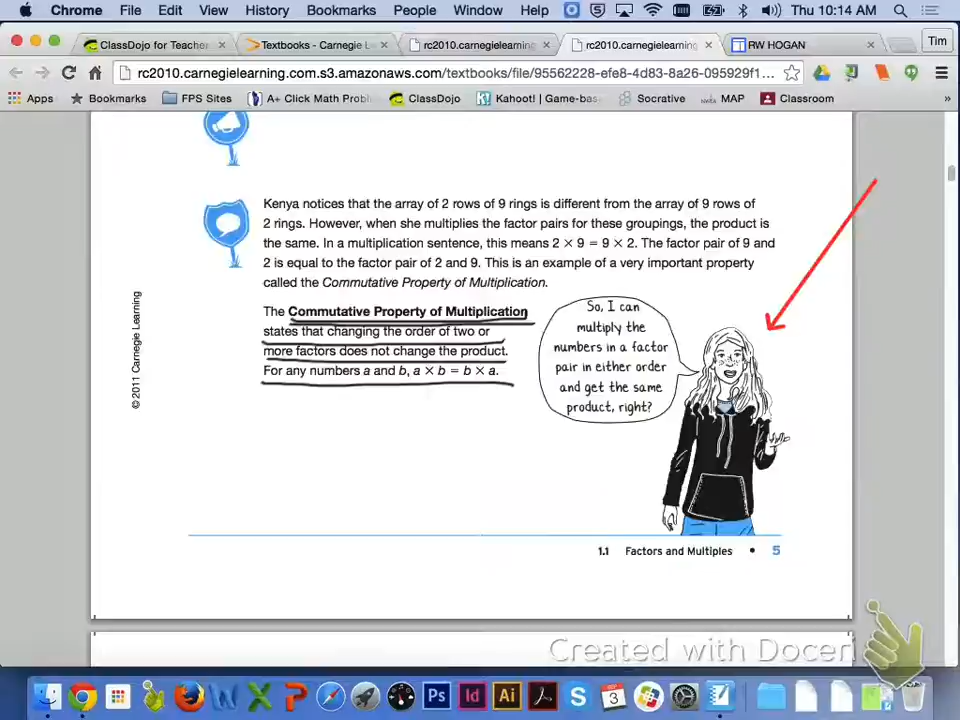 Chrome File Edit View History Bookmarks People Window Help Thu 10:14 AM
ClassDojo for Teacher
Textbooks - Carnegie Le
rc2010.carnegielearning
rc2010.carnegielearning
RW HOGAN
Tim
rc2010.carnegielearning.com.s3.amazonaws.com/textbooks/file/95562228-efe8-4d83-8a26-095929f1...
Apps Bookmarks FPS Sites A+ Click Math Prob ClassDojo Kahoot! | Game-bas Socrative MAP Classroom »
Kenya notices that the array of 2 rows of 9 rings is different from the array of 9 rows of
2 rings. However, when she multiplies the factor pairs for these groupings, the product is
the same. In a multiplication sentence, this means 2 × 9 = 9 × 2. The factor pair of 9 and
2 is equal to the factor pair of 2 and 9. This is an example of a very important property
called the Commutative Property of Multiplication.
The Commutative Property of Multiplication
states that changing the order of two or
more factors does not change the product.
For any numbers a and b, a × b = b × a.
So, I can
multiply the
numbers in a factor
pair in either order
and get the same
product, right?
© 2011 Carnegie Learning
1.1 Factors and Multiples • 5
Created with Doceri
W X P Ps Id Ai S
SEP
3